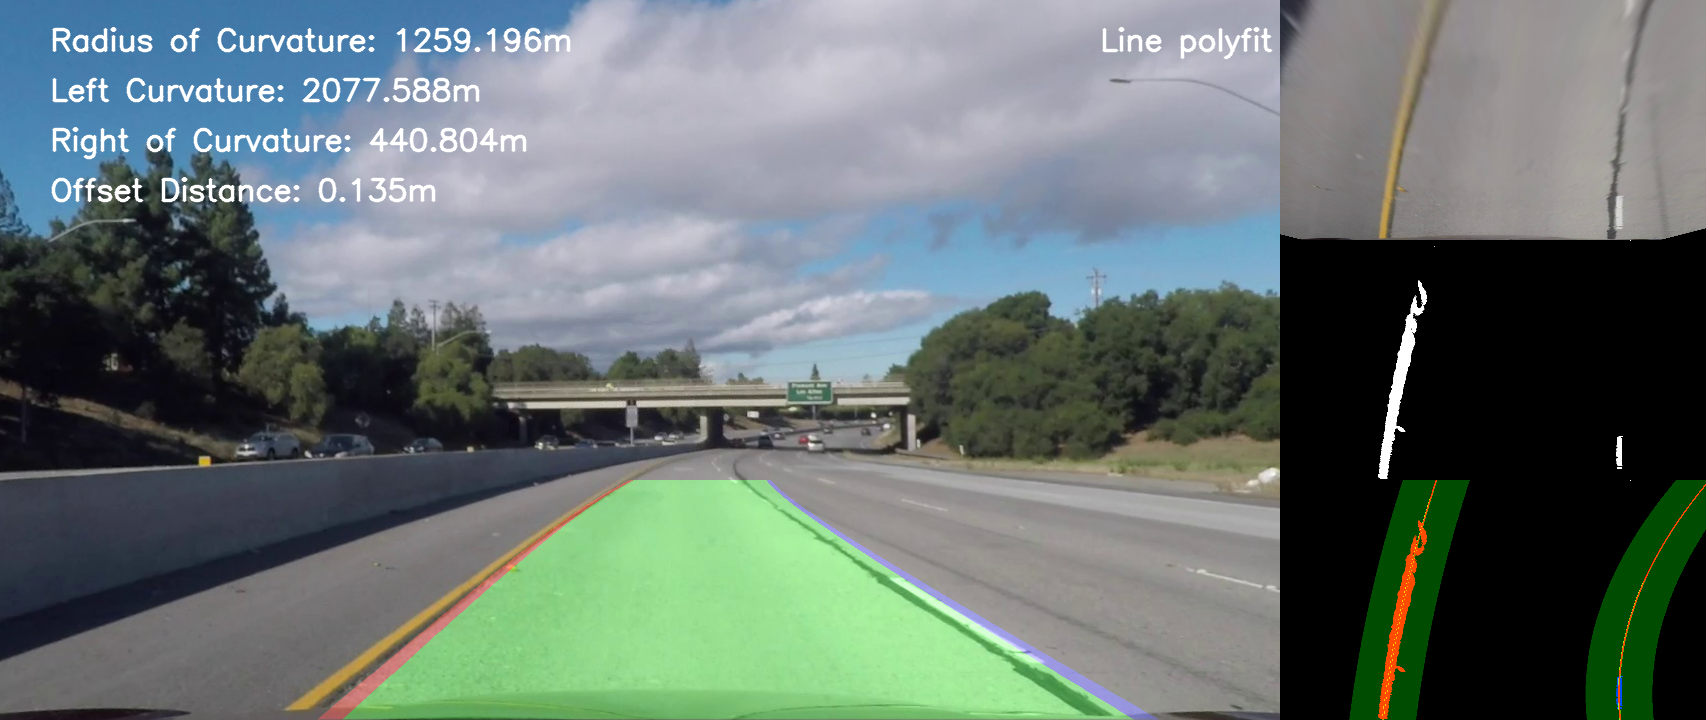 Radius of Curvature: 1259.196m
Line polyfit
Left Curvature: 2077.588m
Right of Curvature: 440.804m
Offset Distance: 0.135m